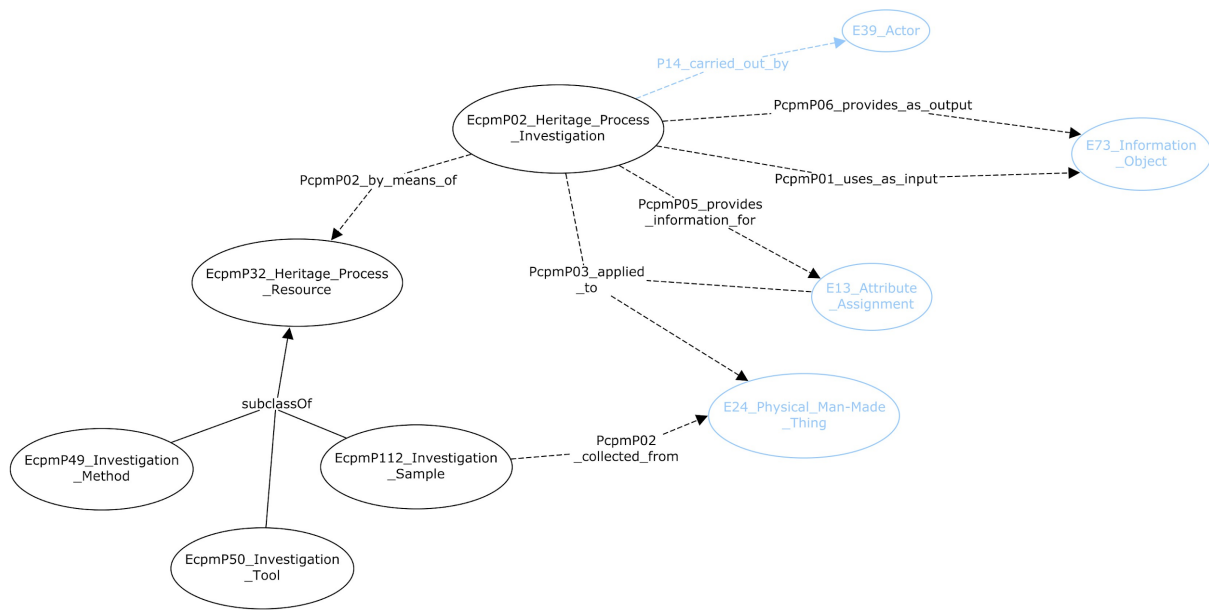 E39_Actor
P14_carried_out_by
PcpmP06_provides_as_output
EcpmP02_Heritage_Process
_Investigation
E73_Information
_Object
PcpmP02_by_means_of
PcpmP01_uses_as_input
PcpmP05_provides
_information_for
EcpmP32_Heritage_Process
_Resource
PcpmP03_applied
_to
E13_Attribute
_Assignment
subclassOf
E24_Physical_Man-Made
_Thing
EcpmP49_Investigation
_Method
EcpmP112_Investigation
_Sample
PcpmP02
_collected_from
EcpmP50_Investigation
_Tool